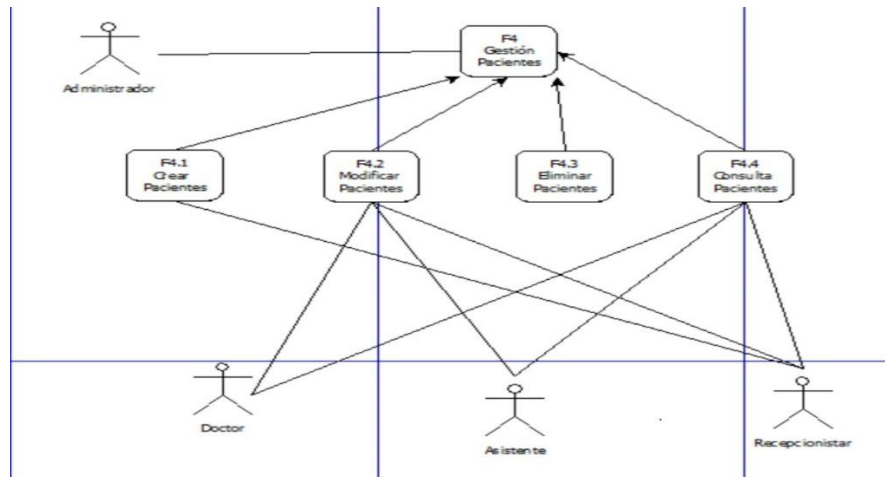 F4
Gestión
Pacientes
Administrador
F4.1
Crear
Pacientes
F4.2
Modificar
Pacientes
F4.3
Eliminar
Pacientes
F4.4
Consulta
Pacientes
Doctor
Asistente
Recepcionistar